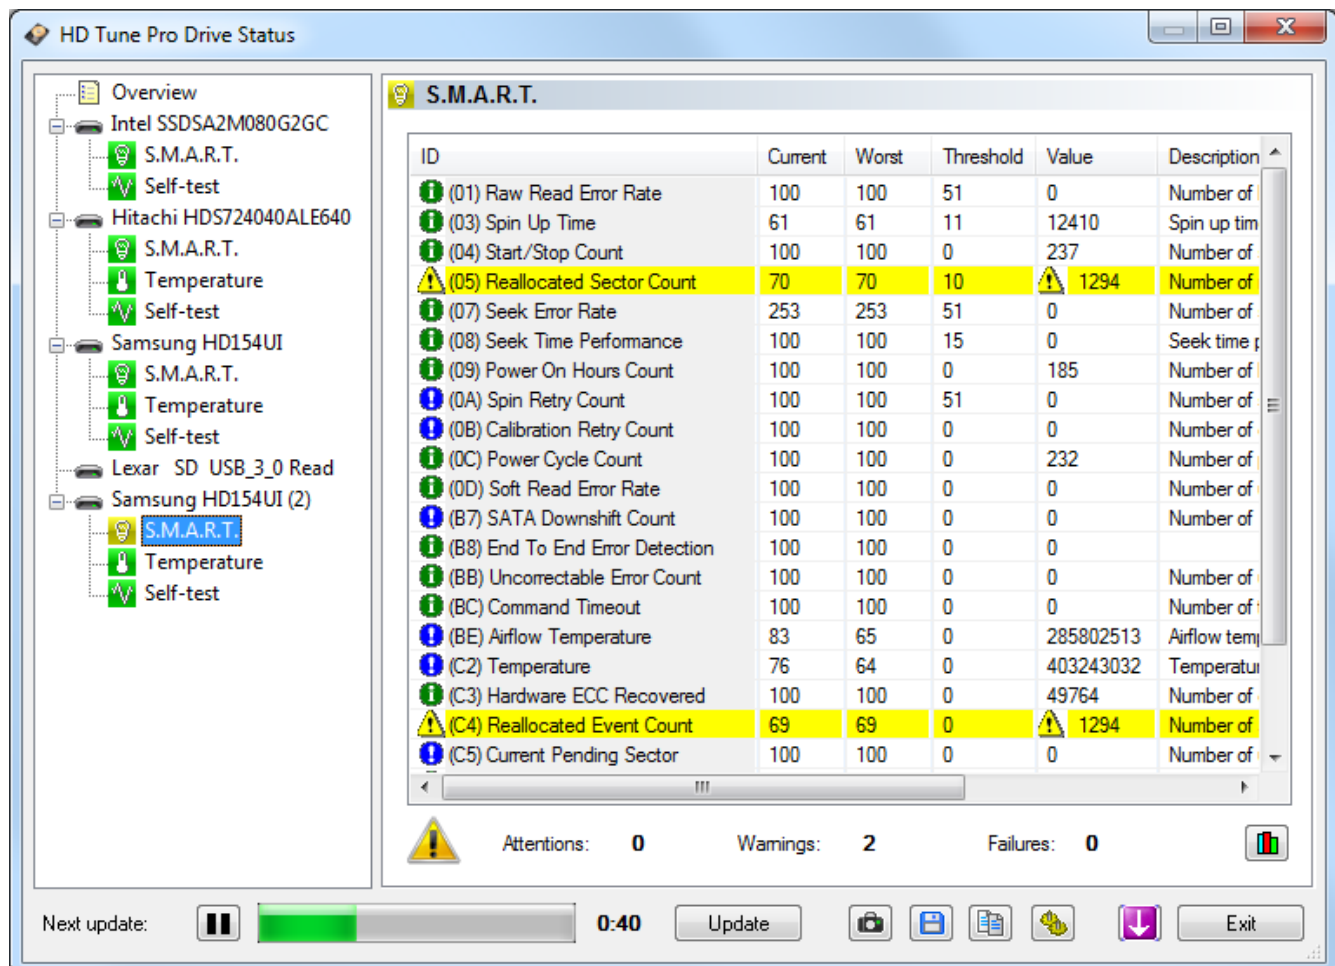 HD Tune Pro Drive Status
Overview
Intel SSDSA2M080G2GC
S.M.A.R.T.
Self-test
Hitachi HDS724040ALE640
S.M.A.R.T.
Temperature
Self-test
Samsung HD154UI
S.M.A.R.T.
Temperature
Self-test
Lexar SD USB_3_0 Read
Samsung HD154UI (2)
S.M.A.R.T.
Temperature
Self-test
S.M.A.R.T.
ID Current Worst Threshold Value Description
(01) Raw Read Error Rate 100 100 51 0 Number of
(03) Spin Up Time 61 61 11 12410 Spin up tim
(04) Start/Stop Count 100 100 0 237 Number of
(05) Reallocated Sector Count 70 70 10 1294 Number of
(07) Seek Error Rate 253 253 51 0 Number of
(08) Seek Time Performance 100 100 15 0 Seek time
(09) Power On Hours Count 100 100 0 185 Number of
(0A) Spin Retry Count 100 100 51 0 Number of
(0B) Calibration Retry Count 100 100 0 0 Number of
(0C) Power Cycle Count 100 100 0 232 Number of
(0D) Soft Read Error Rate 100 100 0 0 Number of
(B7) SATA Downshift Count 100 100 0 0 Number of
(B8) End To End Error Detection 100 100 0 0
(BB) Uncorrectable Error Count 100 100 0 0 Number of
(BC) Command Timeout 100 100 0 0 Number of
(BE) Airflow Temperature 83 65 0 285802513 Airflow tem
(C2) Temperature 76 64 0 403243032 Temperatu
(C3) Hardware ECC Recovered 100 100 0 49764 Number of
(C4) Reallocated Event Count 69 69 0 1294 Number of
(C5) Current Pending Sector 100 100 0 0 Number of
Attentions: 0 Warnings: 2 Failures: 0
Next update: 0:40 Update Exit